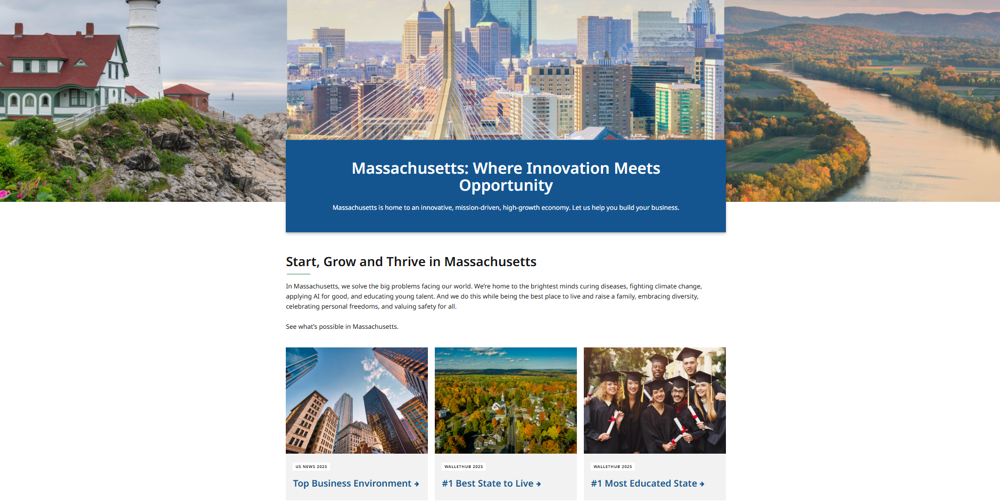 Massachusetts: Where Innovation Meets
Opportunity
Massachusetts is home to an innovative, mission-driven, high-growth economy. Let us help you build your business.
Start, Grow and Thrive in Massachusetts
In Massachusetts, we solve the big problems facing our world. We’re home to the brightest minds curing diseases, fighting climate change,
applying AI for good, and educating young talent. And we do this while being the best place to live and raise a family, embracing diversity,
celebrating personal freedoms, and valuing safety for all.
See what’s possible in Massachusetts.
US NEWS 2025
Top Business Environment →
WALLETHUB 2025
#1 Best State to Live →
WALLETHUB 2025
#1 Most Educated State →